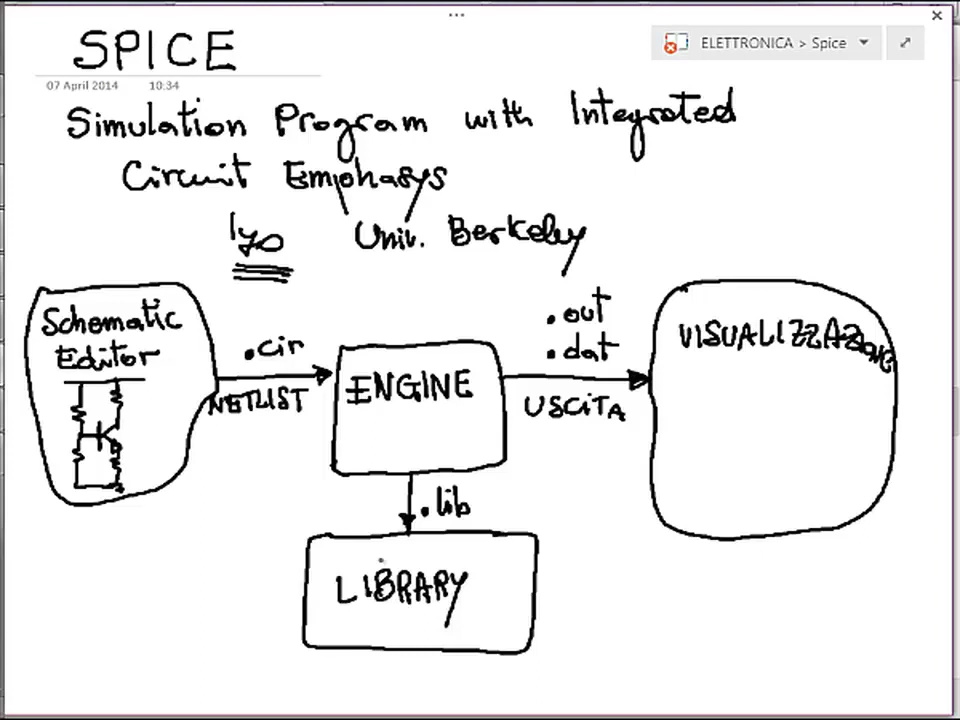 SPICE
ELETTRONICA > Spice
07 April 2014 10:34
Simulation Program with Integrated
Circuit Emphasys
Univ. Berkeley
Schematic
Editor
.cir
NETLIST
ENGINE
.out
.dat
USCITA
VISUALIZZAZIONE
.lib
LIBRARY